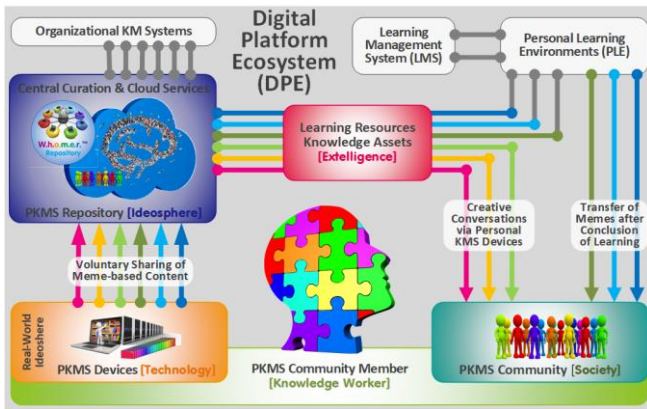 Organizational KM Systems
Digital
Platform
Ecosystem
(DPE)
Learning
Management
System (LMS)
Personal Learning
Environments (PLE)
Central Curation & Cloud Services
W.h.o.m.e.r.™
Repository
PKMS Repository [Ideosphere]
Learning Resources
Knowledge Assets
[Extelligence]
Creative
Conversations
via Personal
KMS Devices
Transfer of
Memes after
Conclusion
of Learning
Voluntary Sharing of
Meme-based Content
Real-World
Ideoshere
PKMS Devices [Technology]
PKMS Community Member
[Knowledge Worker]
PKMS Community [Society]